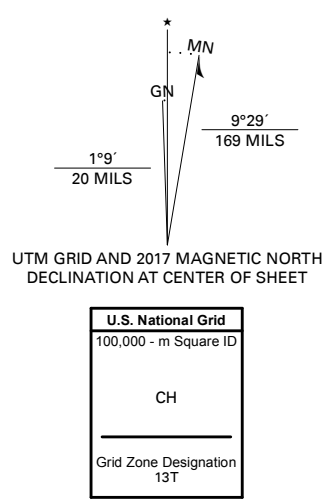 ★
MN
GN
9°29´
169 MILS
1°9´
20 MILS
UTM GRID AND 2017 MAGNETIC NORTH
DECLINATION AT CENTER OF SHEET
U.S. National Grid
100,000 - m Square ID
CH
Grid Zone Designation
13T